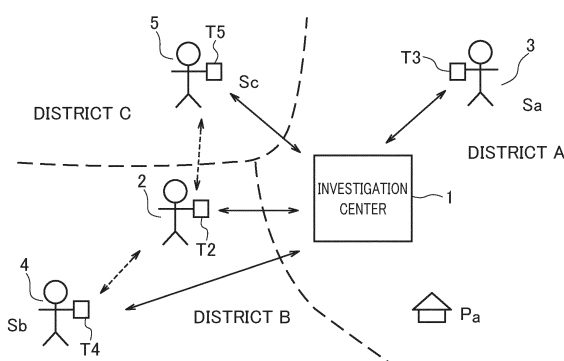 5
T5
T3
3
Sc
Sa
DISTRICT C
DISTRICT A
2
INVESTIGATION
CENTER
1
T2
4
DISTRICT B
Pa
Sb
T4